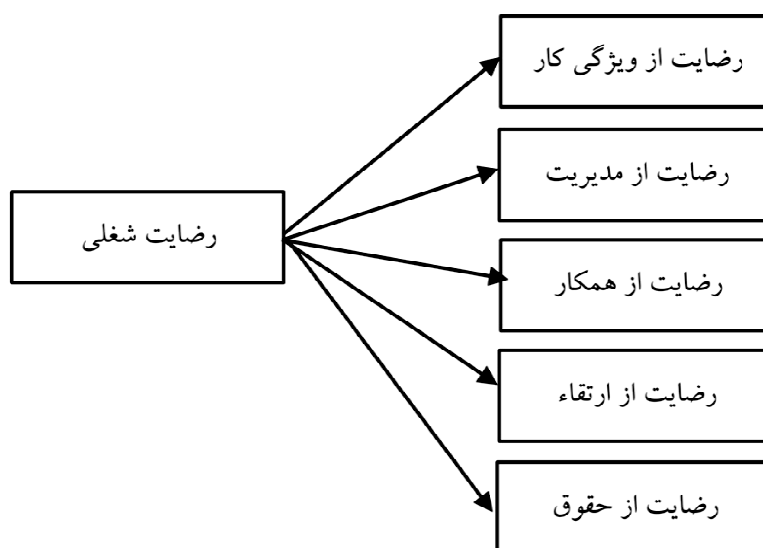 رضایت از ویژگی کار
رضایت از مدیریت
رضایت شغلی
رضایت از همکار
رضایت از ارتقاء
رضایت از حقوق